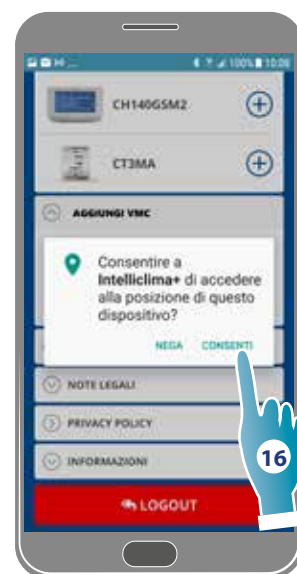 100% 10:06
CH140GSM2
CT3MA
AGGIUNGI VMC
Consentire a
Intelliclima+ di accedere
alla posizione di questo
dispositivo?
NEGA CONSENTI
NOTE LEGALI
PRIVACY POLICY
INFORMAZIONI
16
LOGOUT